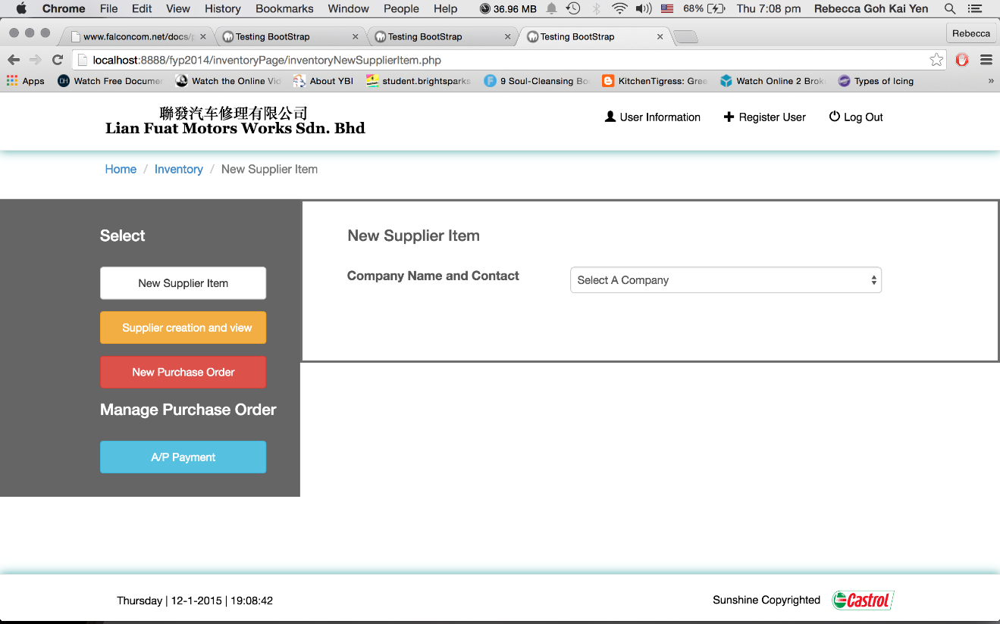 Chrome File Edit View History Bookmarks Window People Help 36.96 MB 68% Thu 7:08 pm Rebecca Goh Kai Yen
www.falconcom.net/docs/ Testing BootStrap Testing BootStrap Testing BootStrap Rebecca
localhost:8888/fyp2014/inventoryPage/inventoryNewSupplierItem.php
Apps Watch Free Documen Watch the Online Vid About YBI student.brightsparks 9 Soul-Cleansing Bo KitchenTigress: Gree Watch Online 2 Brok Types of Icing »
聯發汽车修理有限公司
Lian Fuat Motors Works Sdn. Bhd
User Information Register User Log Out
Home / Inventory / New Supplier Item
Select
New Supplier Item
Supplier creation and view
New Purchase Order
Manage Purchase Order
A/P Payment
New Supplier Item
Company Name and Contact Select A Company
Thursday | 12-1-2015 | 19:08:42
Sunshine Copyrighted Castrol